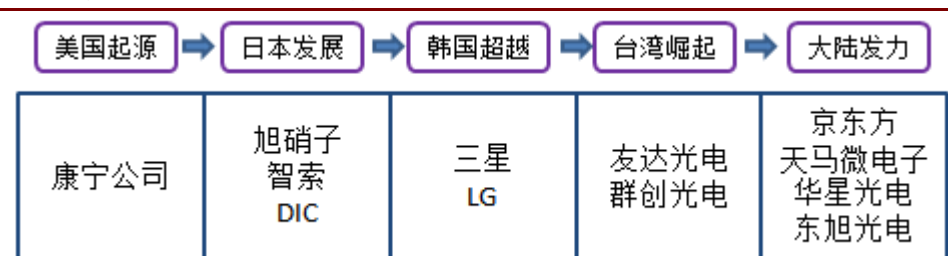 美国起源
日本发展
韩国超越
台湾崛起
大陆发力
康宁公司
旭硝子
智索
DIC
三星
LG
友达光电
群创光电
京东方
天马微电子
华星光电
东旭光电